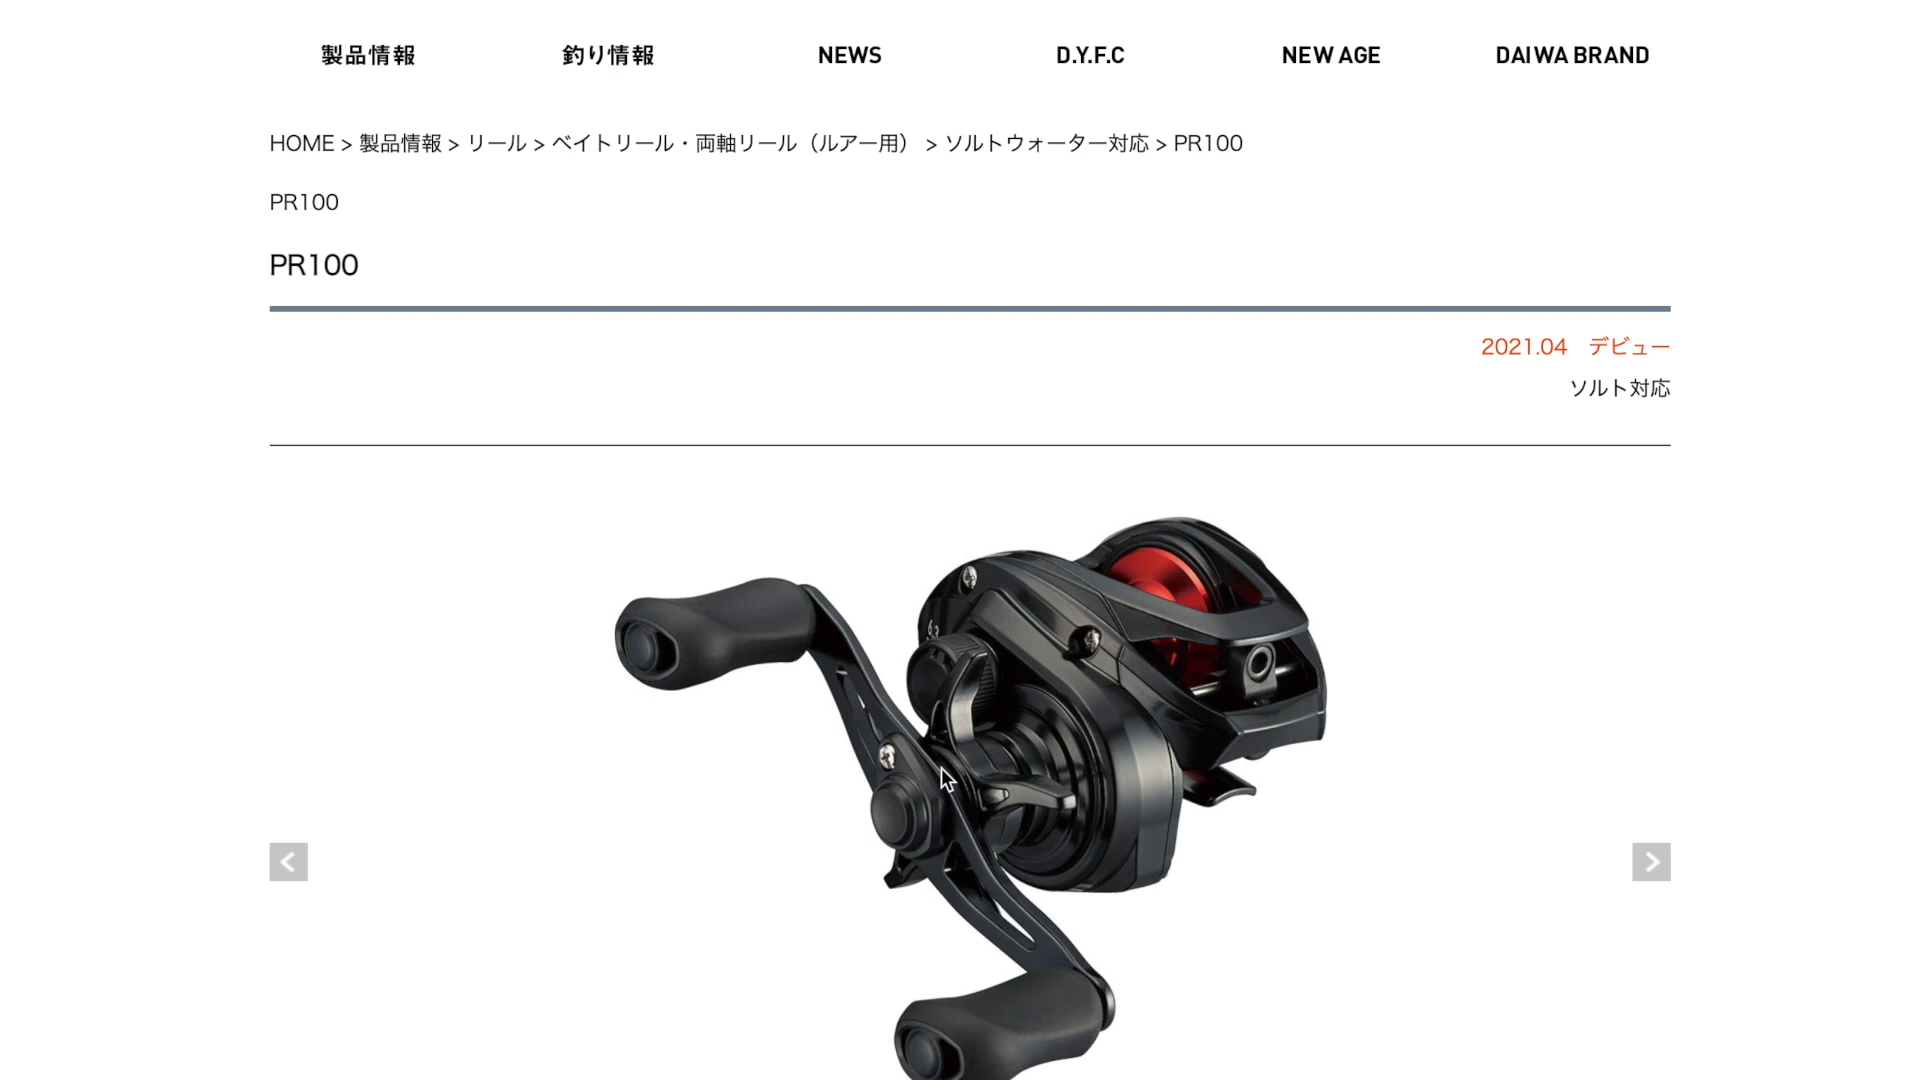 製品情報 釣り情報 NEWS D.Y.F.C NEW AGE DAIWA BRAND
HOME > 製品情報 > リール > ベイトリール・両軸リール（ルアー用） > ソルトウォーター対応 > PR100
PR100
PR100
2021.04　デビュー
ソルト対応
6.3